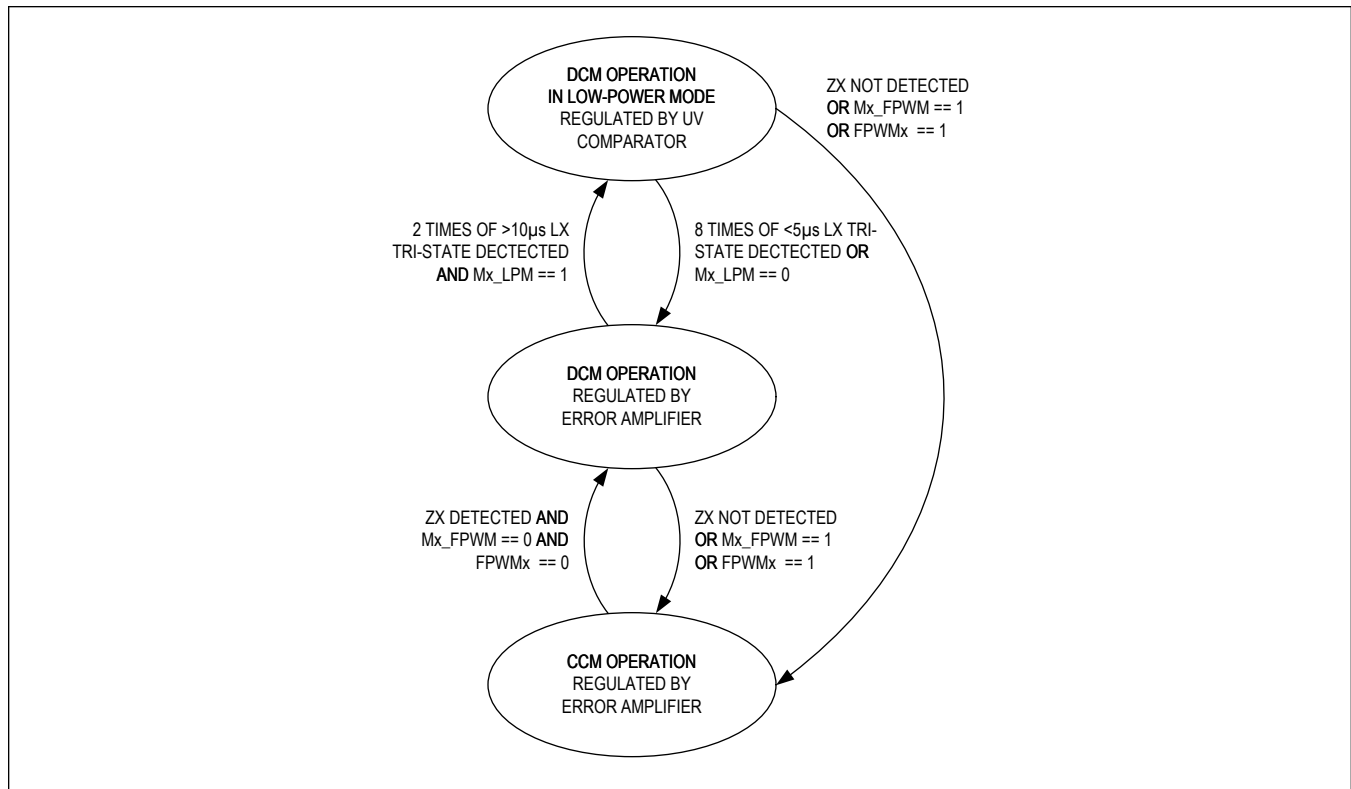 DCM OPERATION
IN LOW-POWER MODE
REGULATED BY UV
COMPARATOR
ZX NOT DETECTED
OR Mx_FPWM == 1
OR FPWMx == 1
2 TIMES OF >10µs LX
TRI-STATE DECTECTED
AND Mx_LPM == 1
8 TIMES OF <5µs LX TRI-
STATE DECTECTED OR
Mx_LPM == 0
DCM OPERATION
REGULATED BY
ERROR AMPLIFIER
ZX DETECTED AND
Mx_FPWM == 0 AND
FPWMx == 0
ZX NOT DETECTED
OR Mx_FPWM == 1
OR FPWMx == 1
CCM OPERATION
REGULATED BY
ERROR AMPLIFIER